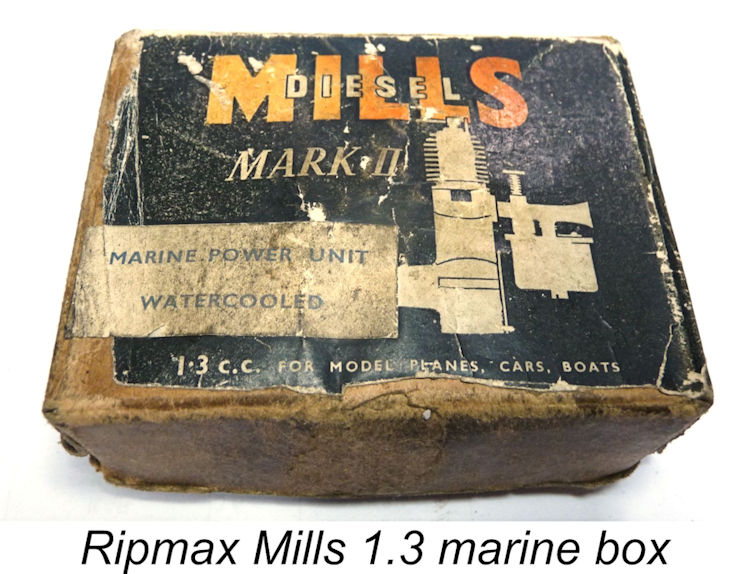 MILLS
DIESEL
MARK II
MARINE POWER UNIT
WATERCOOLED
1·3 c.c. FOR MODEL PLANES, CARS, BOATS
Ripmax Mills 1.3 marine box